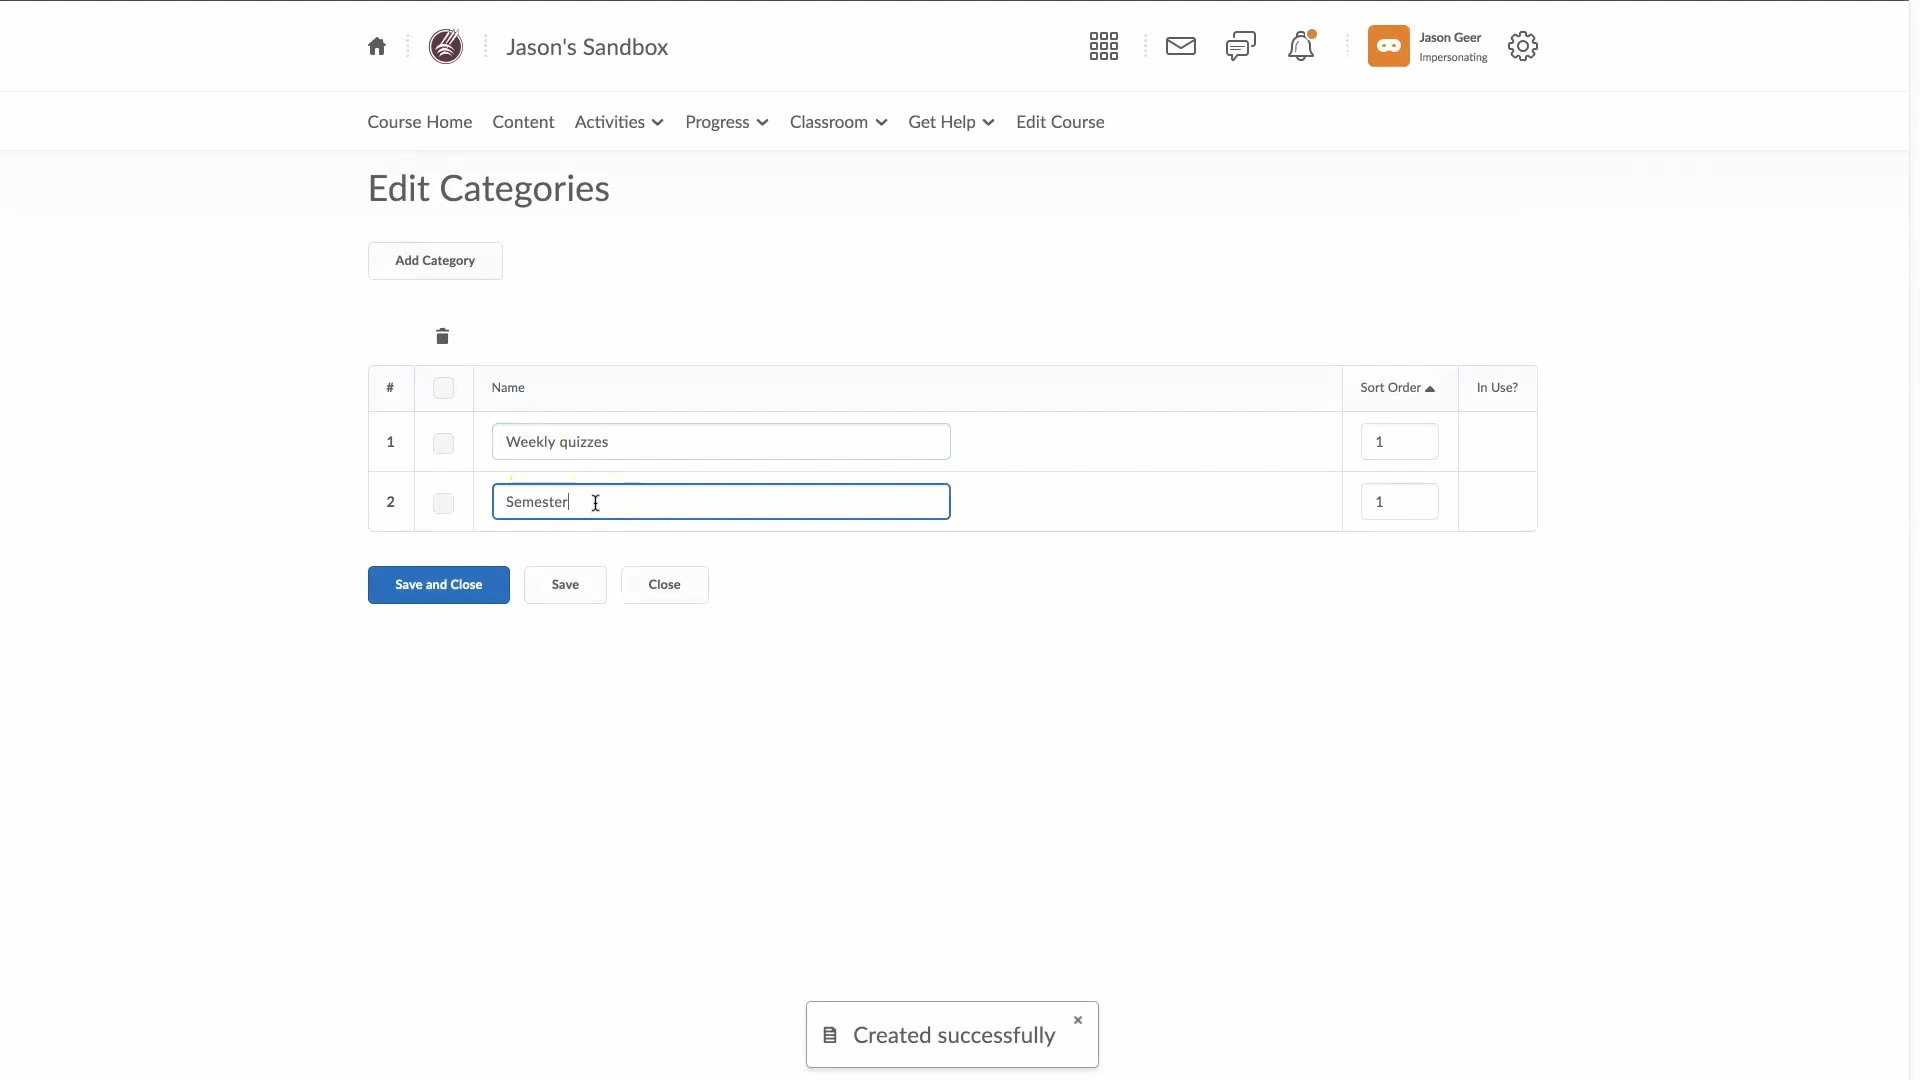 Jason's Sandbox
Jason Geer
Impersonating
Course Home Content Activities Progress Classroom Get Help Edit Course
Edit Categories
Add Category
# Name Sort Order In Use?
1 Weekly quizzes 1
2 Semester 1
Save and Close Save Close
Created successfully